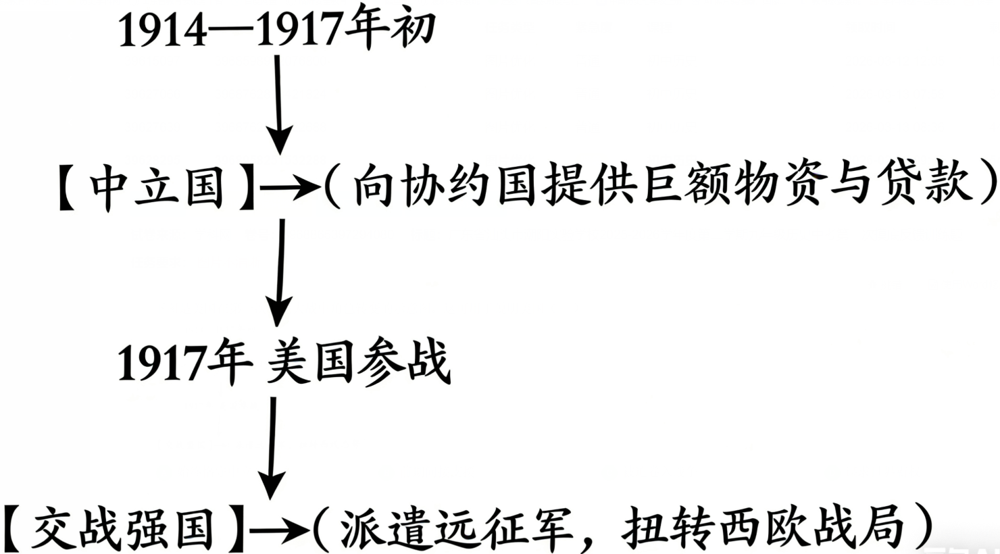 1914—1917年初
【中立国】→(向协约国提供巨额物资与贷款)
1917年 美国参战
【交战强国】→(派遣远征军，扭转西欧战局)